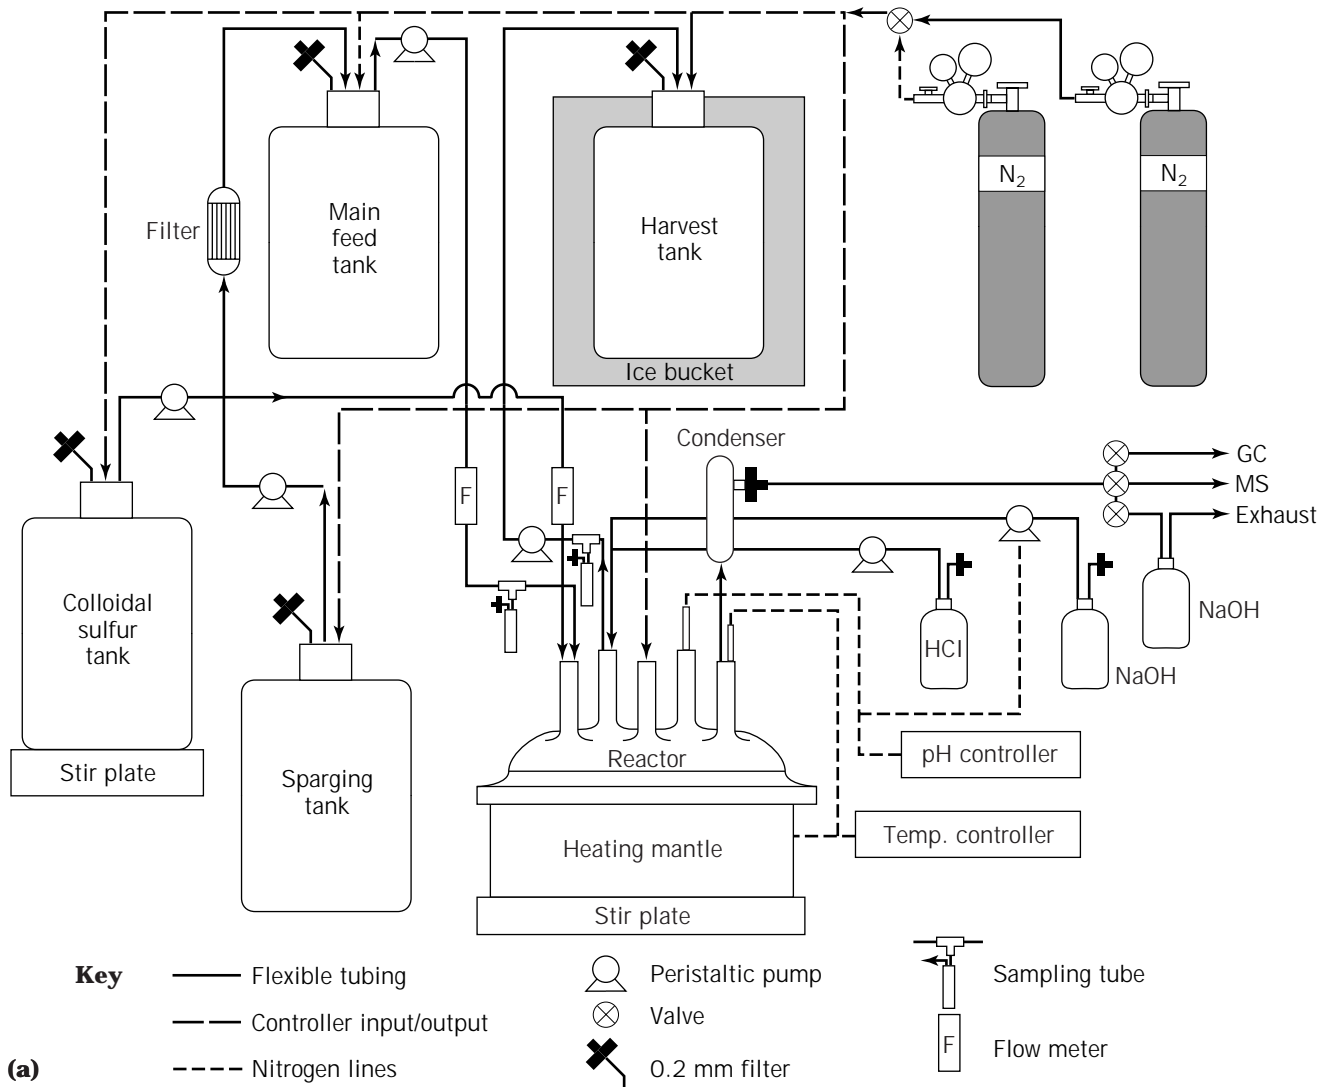 N2
N2
Filter
Main
feed
tank
Harvest
tank
Ice bucket
Condenser
GC
MS
Exhaust
F
F
Colloidal
sulfur
tank
Stir plate
Sparging
tank
HCl
NaOH
NaOH
Reactor
pH controller
Heating mantle
Temp. controller
Stir plate
Key
Flexible tubing
Controller input/output
Nitrogen lines
Peristaltic pump
Valve
0.2 mm filter
Sampling tube
F
Flow meter
(a)